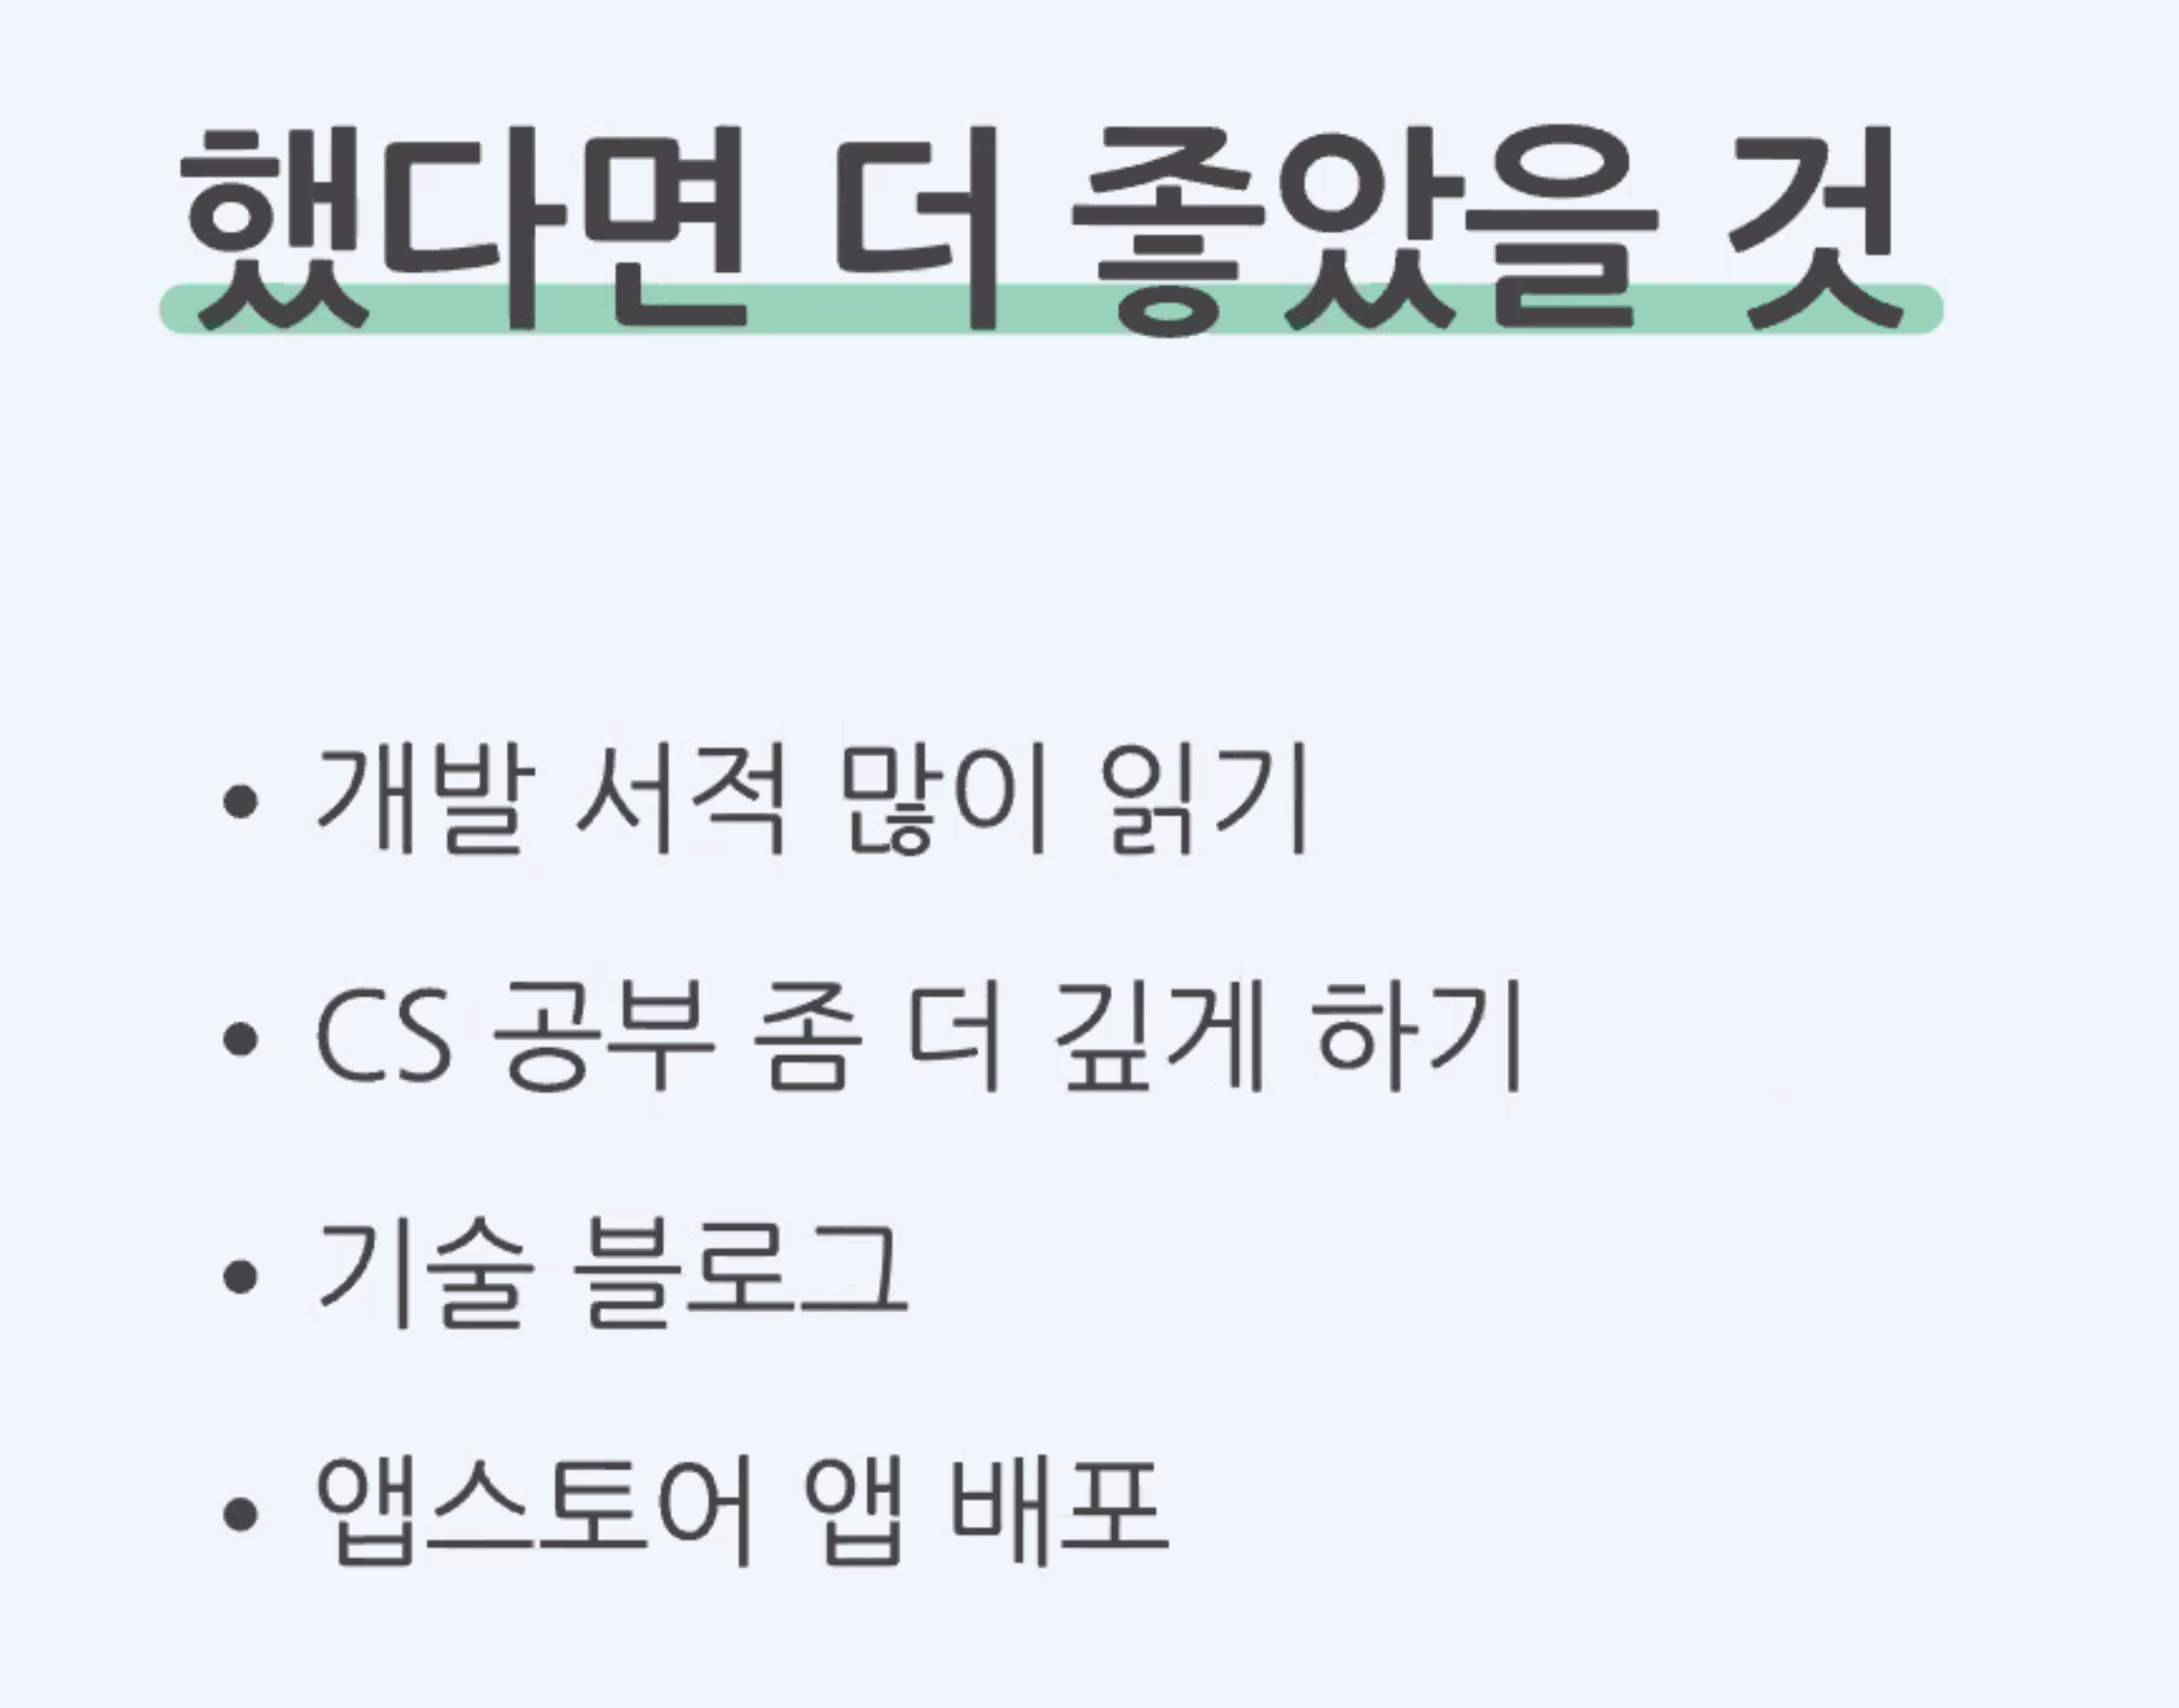 했다면 더 좋았을 것
• 개발 서적 많이 읽기
• CS 공부 좀 더 깊게 하기
• 기술 블로그
• 앱스토어 앱 배포